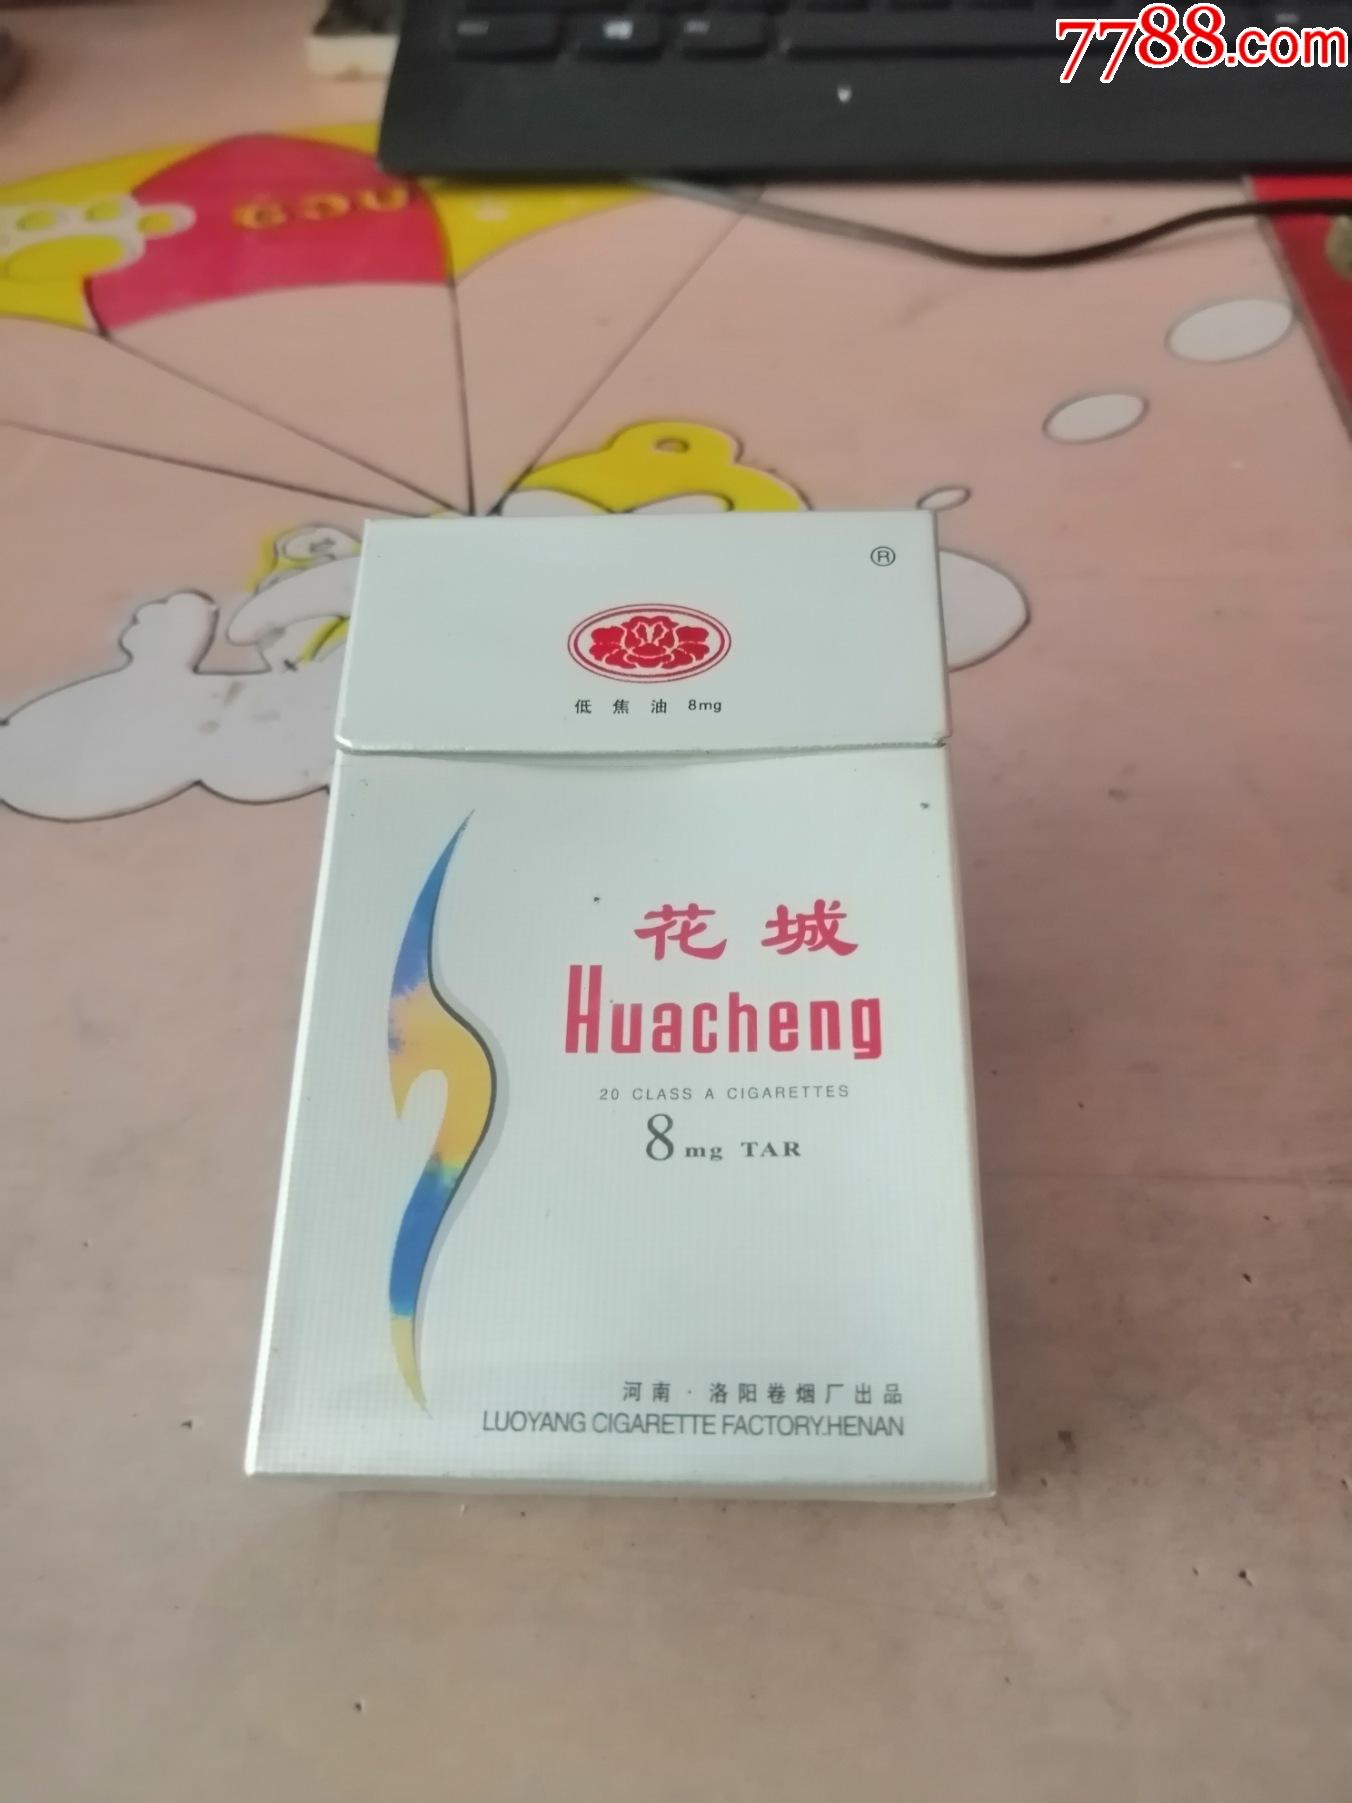 7788.com
®
低焦油 8mg
花城
Huacheng
20 CLASS A CIGARETTES
8mg TAR
河南·洛阳卷烟厂出品
LUOYANG CIGARETTE FACTORY.HENAN